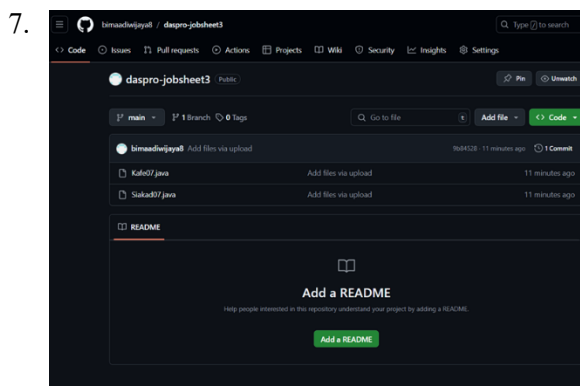 7.
bimaadiwijaya8 / daspro-jobsheet3
Type / to search
Code Issues Pull requests Actions Projects Wiki Security Insights Settings
daspro-jobsheet3 Public
Pin Unwatch
main 1 Branch 0 Tags Go to file t Add file Code
bimaadiwijaya8 Add files via upload 11 minutes ago 1 Commit
Kafe07.java Add files via upload 11 minutes ago
Siakad07.java Add files via upload 11 minutes ago
README
Add a README
Help people interested in this repository understand your project by adding a README.
Add a README